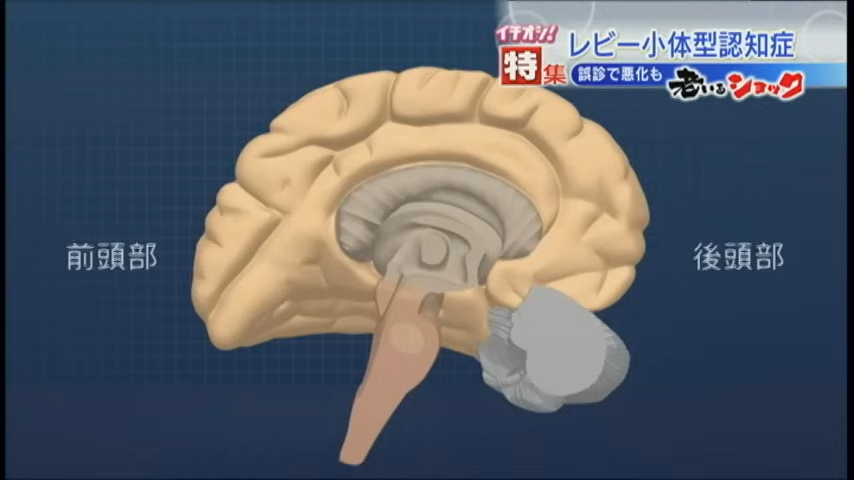 イチオシ!
特集
レビー小体型認知症
誤診で悪化も
老いるショック
前頭部
後頭部